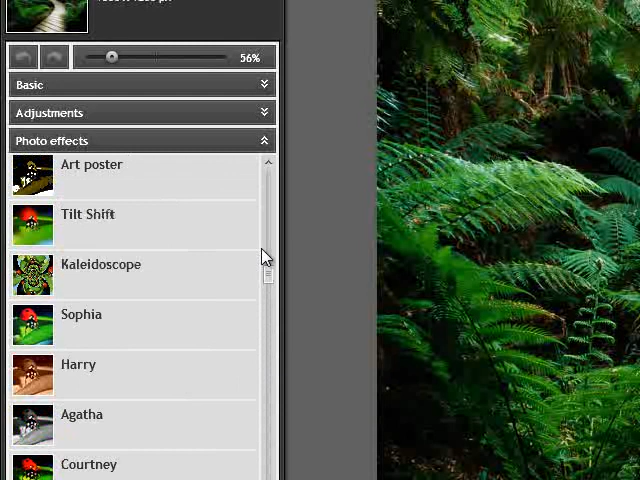 56%
Basic
Adjustments
Photo effects
Art poster
Tilt Shift
Kaleidoscope
Sophia
Harry
Agatha
Courtney